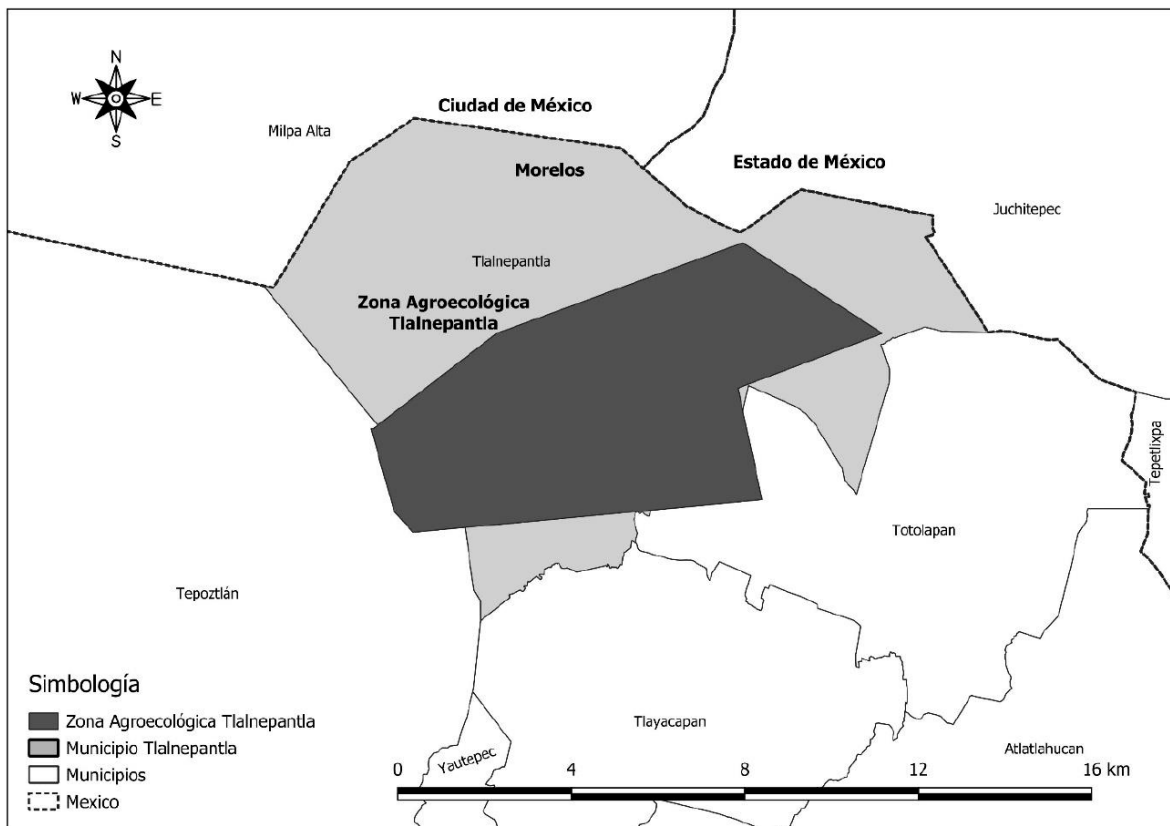 N
W
E
S
Ciudad de México
Milpa Alta
Morelos
Estado de México
Juchitepec
Tlalnepantla
Zona Agroecológica
Tlalnepantla
Tepetlixpa
Totolapan
Tepoztlán
Simbología
Zona Agroecológica Tlalnepantla
Municipio Tlalnepantla
Municipios
Mexico
Tlayacapan
Yautepec
Atlatlahucan
0 4 8 12 16 km